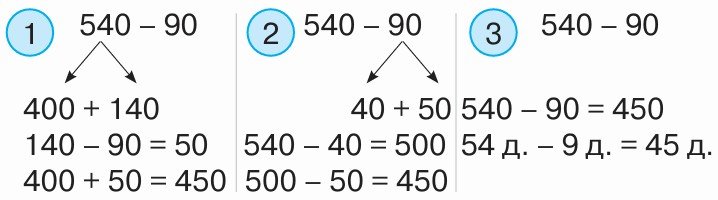 1 540 – 90
400 + 140
140 – 90 = 50
400 + 50 = 450
2 540 – 90
40 + 50
540 – 40 = 500
500 – 50 = 450
3 540 – 90
540 – 90 = 450
54 д. – 9 д. = 45 д.